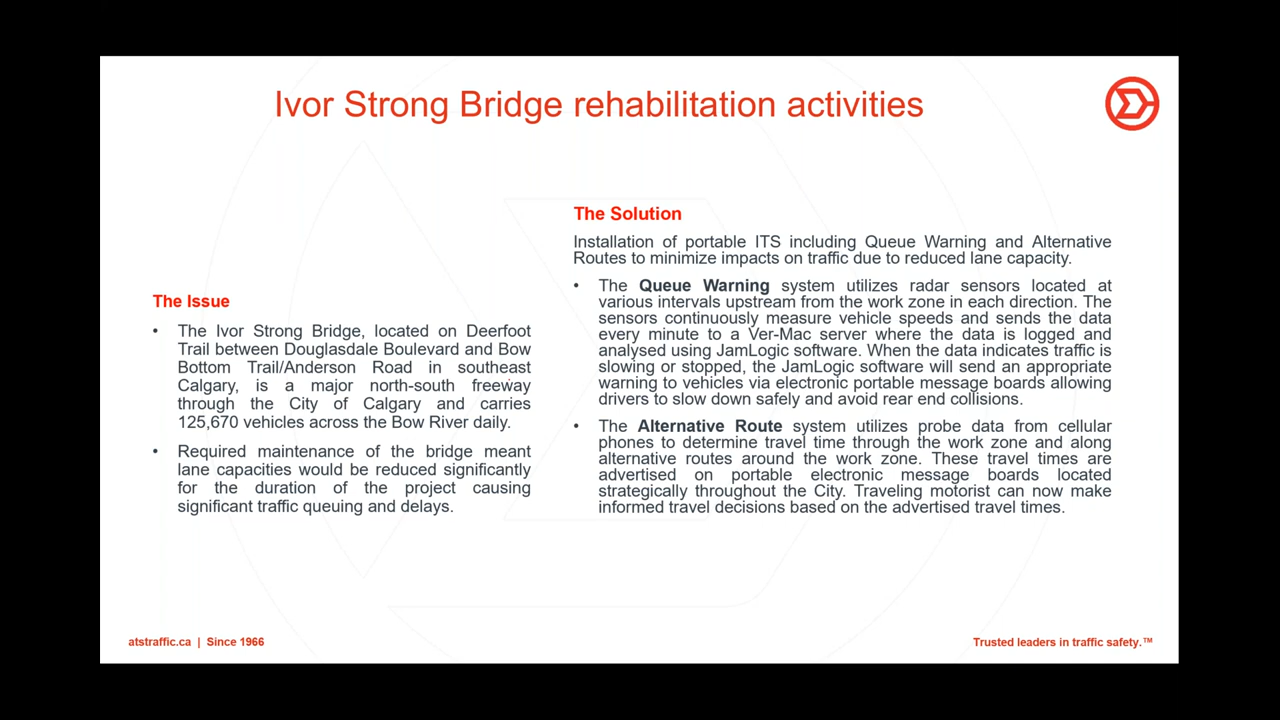 Ivor Strong Bridge rehabilitation activities
The Issue
• The Ivor Strong Bridge, located on Deerfoot
Trail between Douglasdale Boulevard and Bow
Bottom Trail/Anderson Road in southeast
Calgary, is a major north-south freeway
through the City of Calgary and carries
125,670 vehicles across the Bow River daily.
• Required maintenance of the bridge meant
lane capacities would be reduced significantly
for the duration of the project causing
significant traffic queuing and delays.
The Solution
Installation of portable ITS including Queue Warning and Alternative
Routes to minimize impacts on traffic due to reduced lane capacity.
• The Queue Warning system utilizes radar sensors located at
various intervals upstream from the work zone in each direction. The
sensors continuously measure vehicle speeds and sends the data
every minute to a Ver-Mac server where the data is logged and
analysed using JamLogic software. When the data indicates traffic is
slowing or stopped, the JamLogic software will send an appropriate
warning to vehicles via electronic portable message boards allowing
drivers to slow down safely and avoid rear end collisions.
• The Alternative Route system utilizes probe data from cellular
phones to determine travel time through the work zone and along
alternative routes around the work zone. These travel times are
advertised on portable electronic message boards located
strategically throughout the City. Traveling motorist can now make
informed travel decisions based on the advertised travel times.
atstraffic.ca | Since 1966
Trusted leaders in traffic safety.™